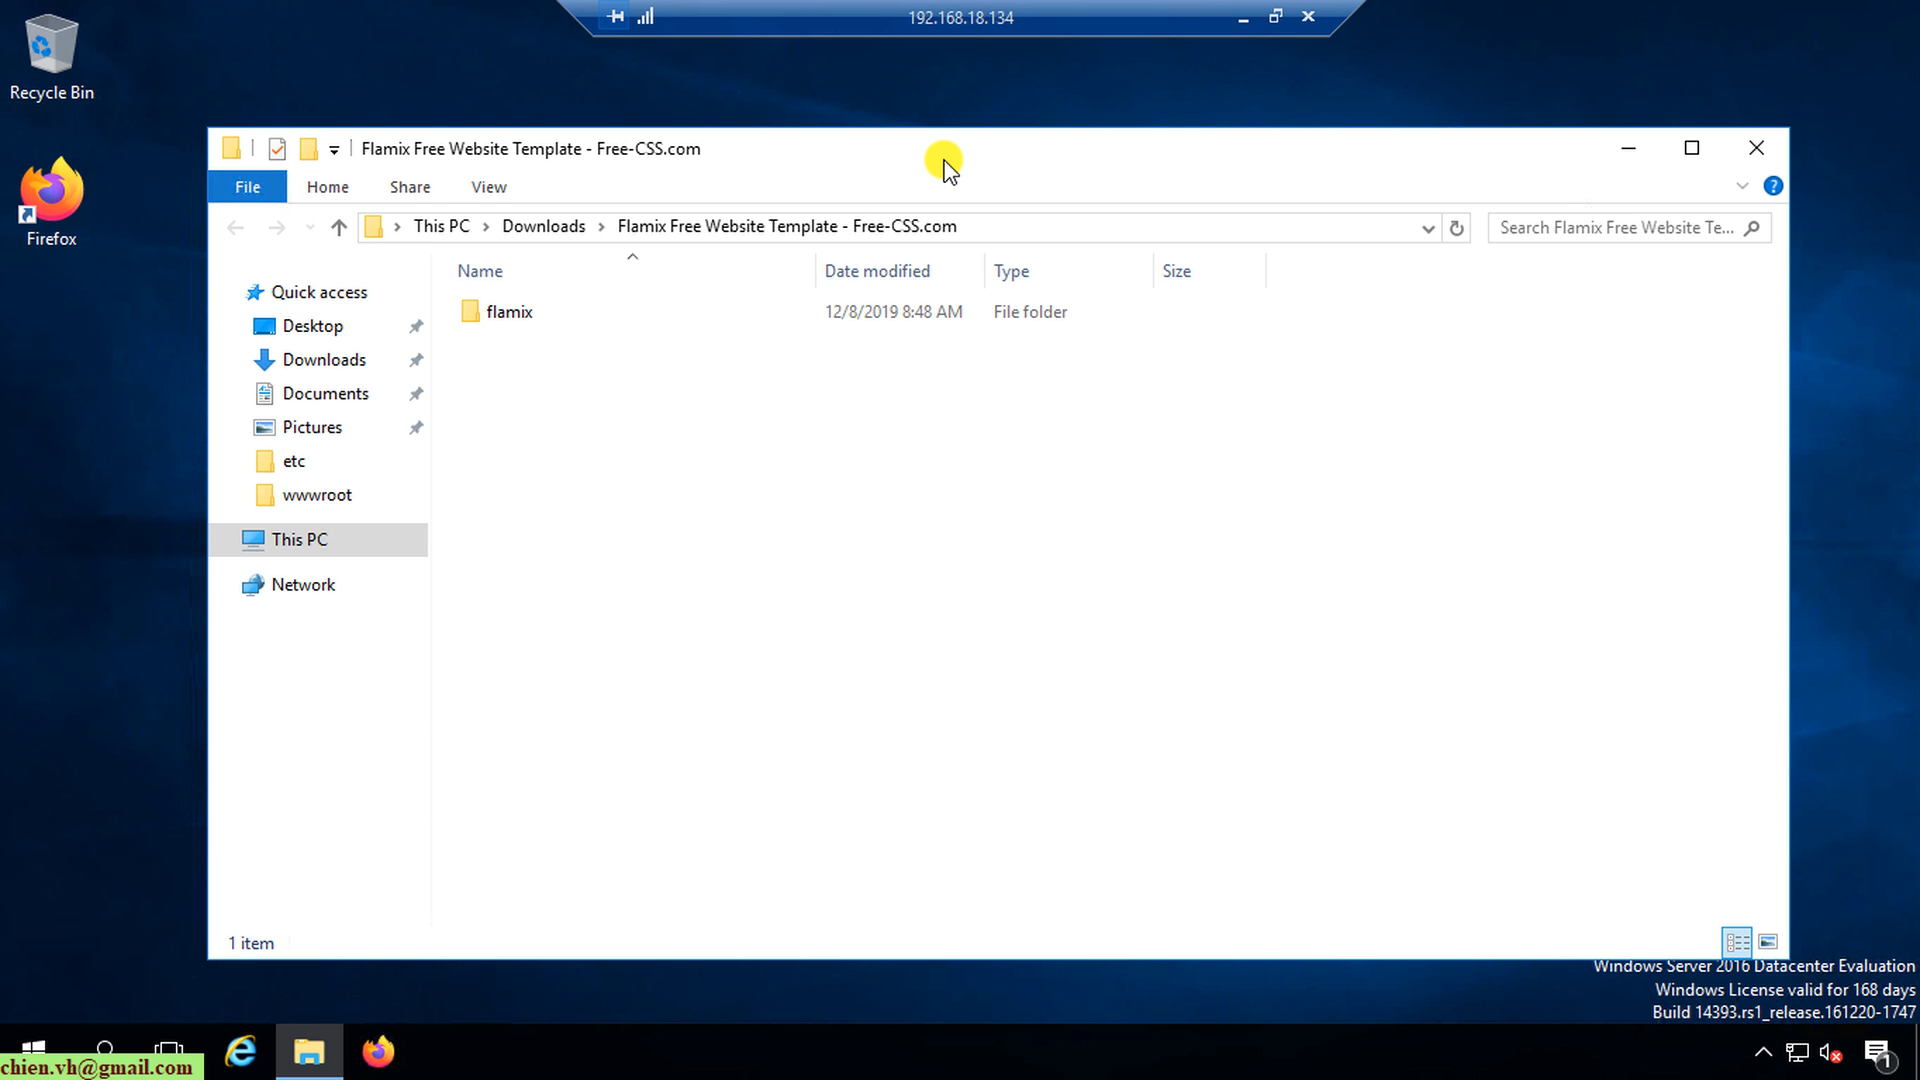 192.168.18.134
Recycle Bin
Firefox
Flamix Free Website Template - Free-CSS.com
File
Home
Share
View
This PC
Downloads
Flamix Free Website Template - Free-CSS.com
Search Flamix Free Website Te...
Name
Date modified
Type
Size
flamix
12/8/2019 8:48 AM
File folder
Quick access
Desktop
Downloads
Documents
Pictures
etc
wwwroot
This PC
Network
1 item
Windows Server 2016 Datacenter Evaluation
Windows License valid for 168 days
Build 14393.rs1_release.161220-1747
chien.vh@gmail.com
1